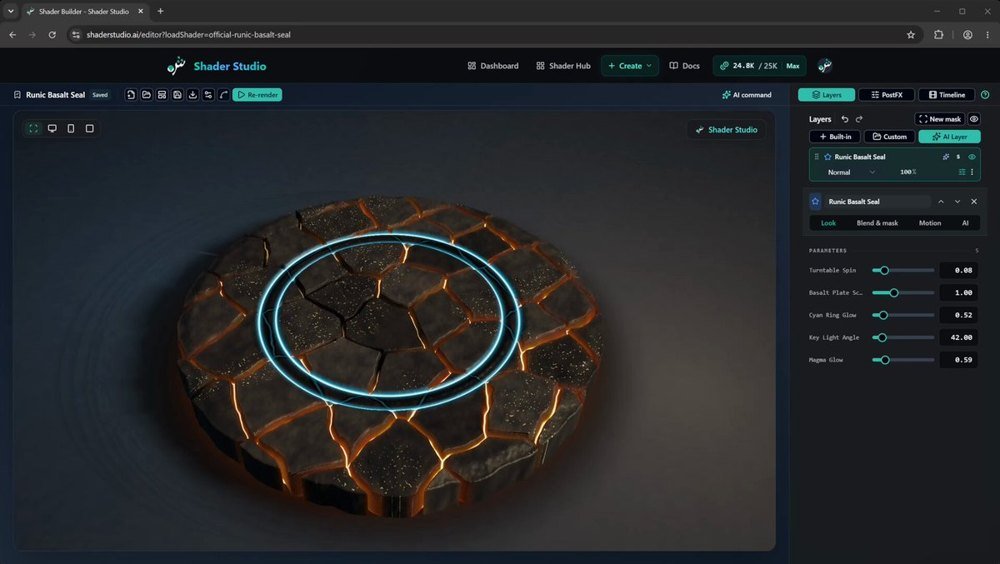 Shader Builder - Shader Studio
shaderstudio.ai/editor?loadShader=official-runic-basalt-seal
Shader Studio
Dashboard
Shader Hub
+ Create
Docs
24.8K / 25K
Max
Runic Basalt Seal
Saved
Re-render
AI command
Layers
PostFX
Timeline
Shader Studio
Layers
New mask
+ Built-in
Custom
AI Layer
Runic Basalt Seal
$
Normal
100%
Runic Basalt Seal
Look
Blend & mask
Motion
AI
PARAMETERS
5
Turntable Spin
0.08
Basalt Plate Sc…
1.00
Cyan Ring Glow
0.52
Key Light Angle
42.00
Magma Glow
0.59